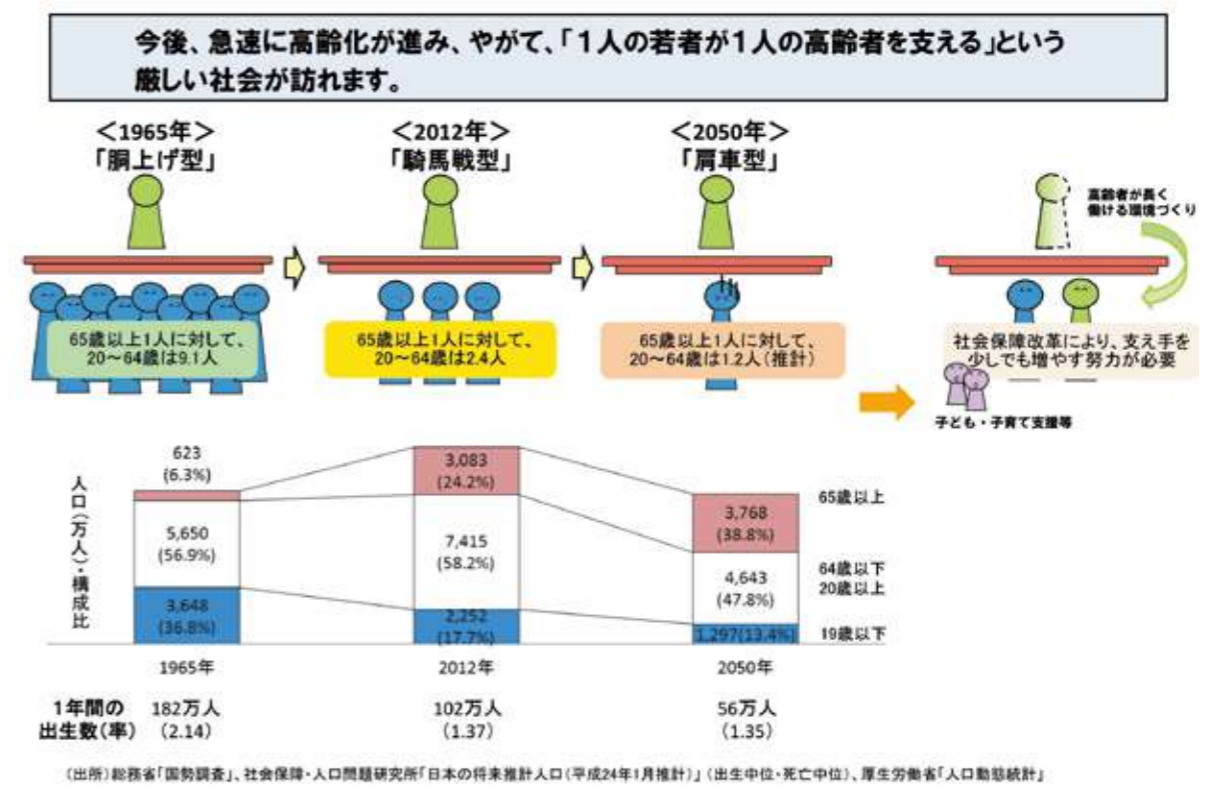 今後、急速に高齢化が進み、やがて、「1人の若者が1人の高齢者を支える」という
厳しい社会が訪れます。
＜1965年＞
「胴上げ型」
＜2012年＞
「騎馬戦型」
＜2050年＞
「肩車型」
高齢者が長く
働ける環境づくり
65歳以上1人に対して、
20～64歳は9.1人
65歳以上1人に対して、
20～64歳は2.4人
65歳以上1人に対して、
20～64歳は1.2人(推計)
社会保障改革により、支え手を
少しでも増やす努力が必要
子ども・子育て支援等
人口(万人)・構成比
623
(6.3%)
5,650
(56.9%)
3,648
(36.8%)
3,083
(24.2%)
7,415
(58.2%)
2,252
(17.7%)
3,768
(38.8%)
4,643
(47.8%)
1,297(13.4%)
65歳以上
64歳以下
20歳以上
19歳以下
1965年
2012年
2050年
1年間の
出生数(率)
182万人
(2.14)
102万人
(1.37)
56万人
(1.35)
(出所)総務省「国勢調査」、社会保障・人口問題研究所「日本の将来推計人口(平成24年1月推計)」(出生中位・死亡中位)、厚生労働省「人口動態統計」